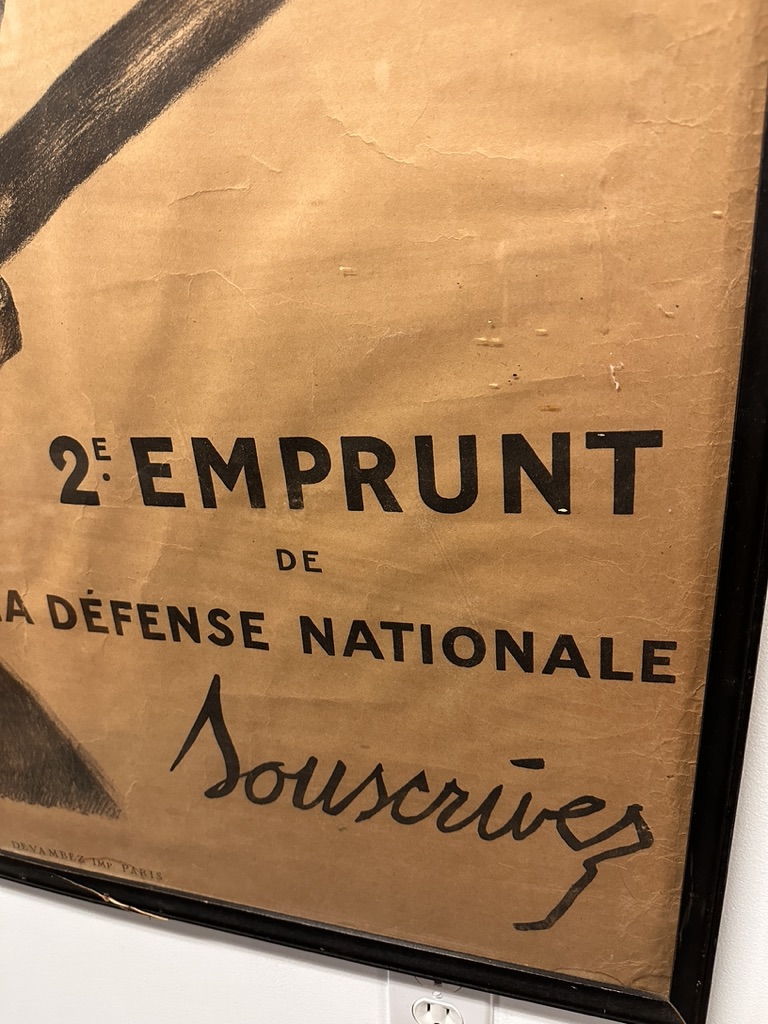 2E. EMPRUNT
DE
LA DÉFENSE NATIONALE
Souscrivez
DEVAMBEZ IMP. PARIS